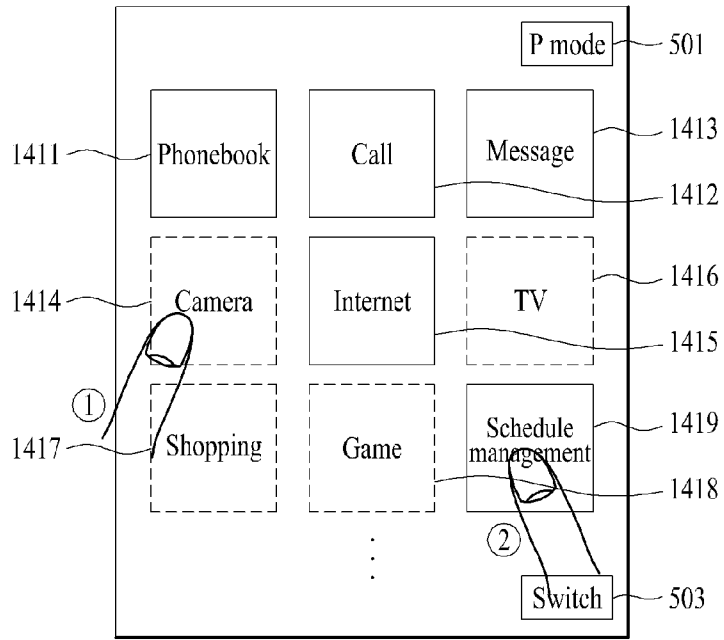 P mode
501
1411
Phonebook
Call
Message
1413
1412
1414
Camera
Internet
TV
1416
1415
①
1417
Shopping
Game
Schedule
management
1419
1418
②
Switch
503